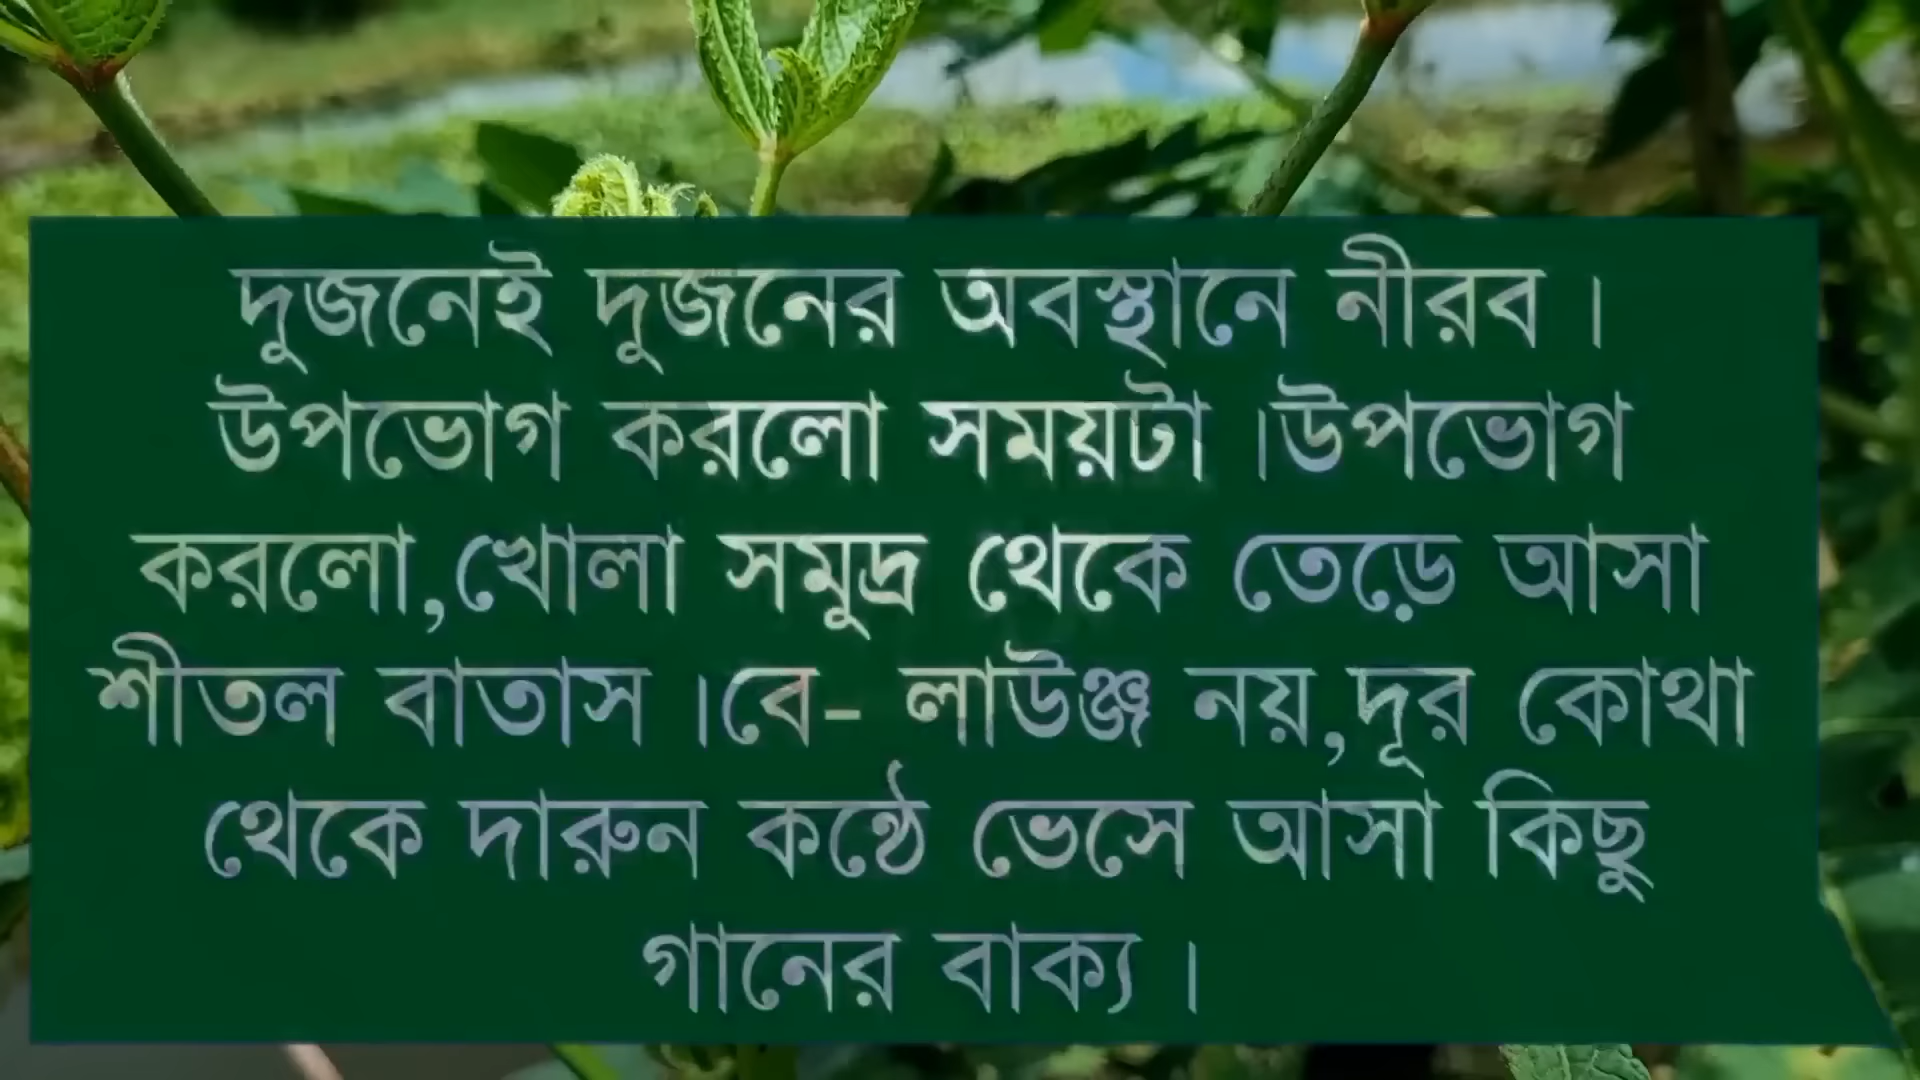 দুজনেই দুজনের অবস্থানে নীরব ।
উপভোগ করলো সময়টা ।উপভোগ
করলো,খোলা সমুদ্র থেকে তেড়ে আসা
শীতল বাতাস ।বে- লাউঞ্জ নয়,দূর কোথা
থেকে দারুন কন্ঠে ভেসে আসা কিছু
গানের বাক্য ।